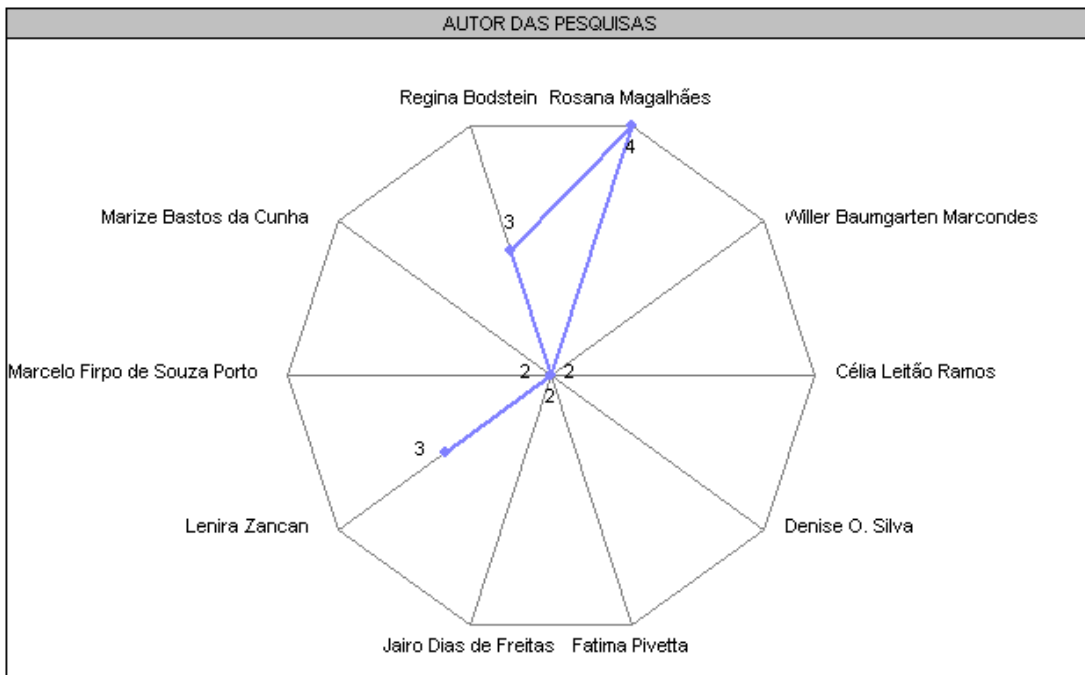 AUTOR DAS PESQUISAS
Regina Bodstein Rosana Magalhães
4
Marize Bastos da Cunha
3
Willer Baumgarten Marcondes
Marcelo Firpo de Souza Porto
2 2
Célia Leitão Ramos
2
3
Lenira Zancan
Denise O. Silva
Jairo Dias de Freitas Fatima Pivetta